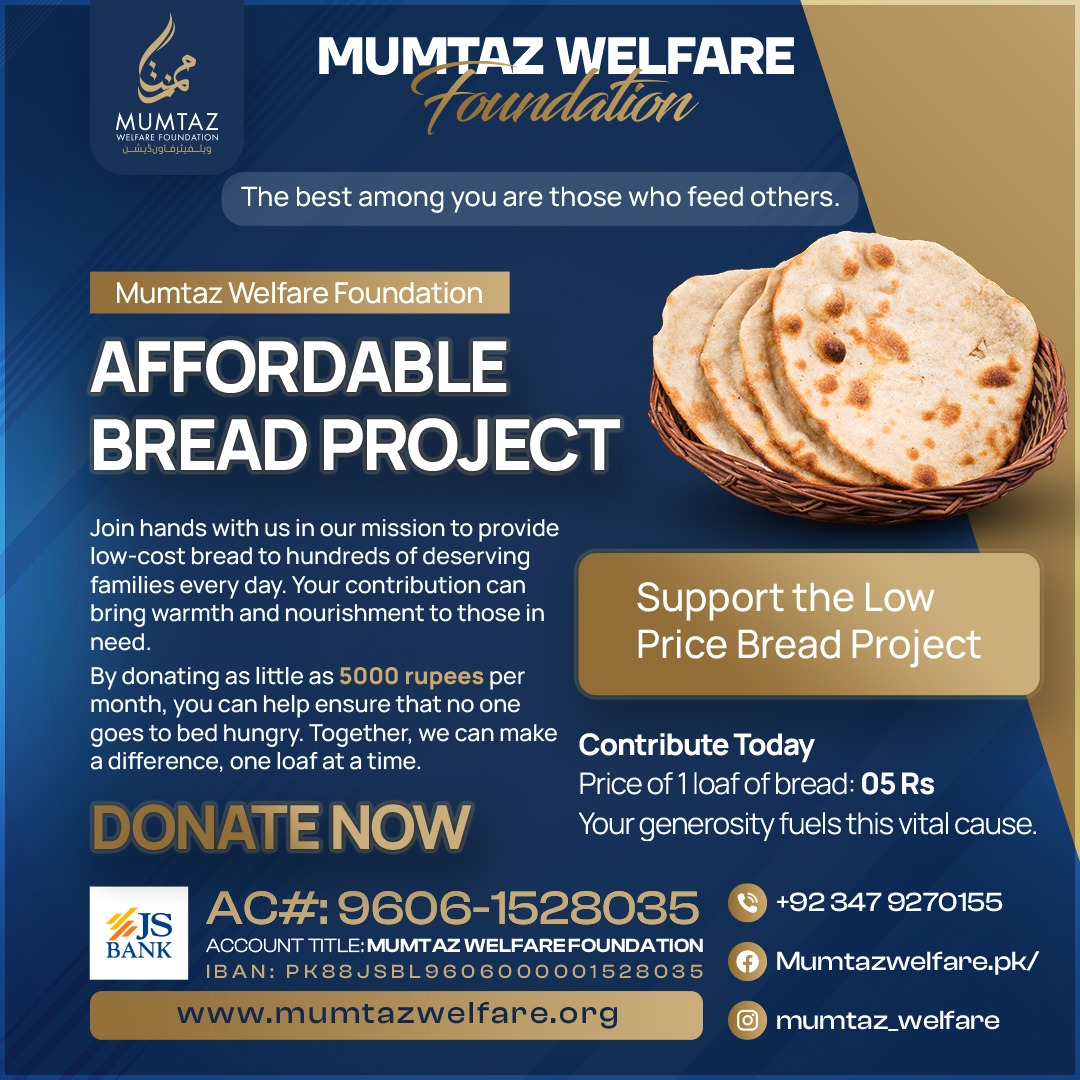 ممتاز
MUMTAZ
WELFARE FOUNDATION
ویلـفیئرفاونڈیشن
MUMTAZ WELFARE
Foundation
The best among you are those who feed others.
Mumtaz Welfare Foundation
AFFORDABLE
BREAD PROJECT
Join hands with us in our mission to provide
low-cost bread to hundreds of deserving
families every day. Your contribution can
bring warmth and nourishment to those in
need.
By donating as little as 5000 rupees per
month, you can help ensure that no one
goes to bed hungry. Together, we can make
a difference, one loaf at a time.
Support the Low
Price Bread Project
Contribute Today
Price of 1 loaf of bread: 05 Rs
Your generosity fuels this vital cause.
DONATE NOW
JS
BANK
AC#: 9606-1528035
ACCOUNT TITLE: MUMTAZ WELFARE FOUNDATION
IBAN: PK88JSBL9606000001528035
www.mumtazwelfare.org
+92 347 9270155
Mumtazwelfare.pk/
mumtaz_welfare